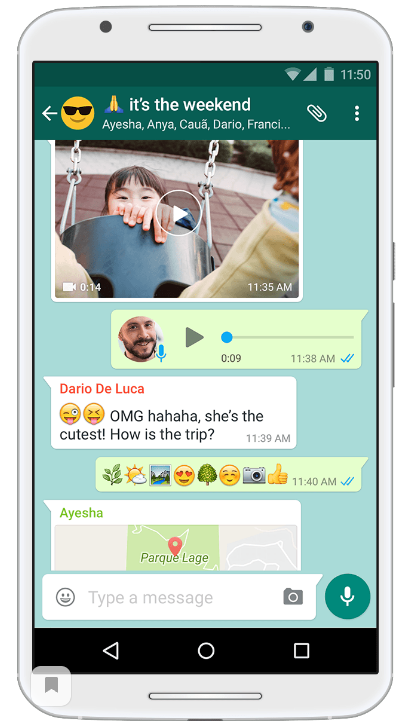 11:50
🙏 it's the weekend
Ayesha, Anya, Cauã, Dario, Franci...
0:14
11:35 AM
0:09
11:38 AM
Dario De Luca
😜😝 OMG hahaha, she's the
cutest! How is the trip?
11:39 AM
🌿🌤🏞😍🌳☺📷👍 11:40 AM
Ayesha
Parque Lage
Type a message